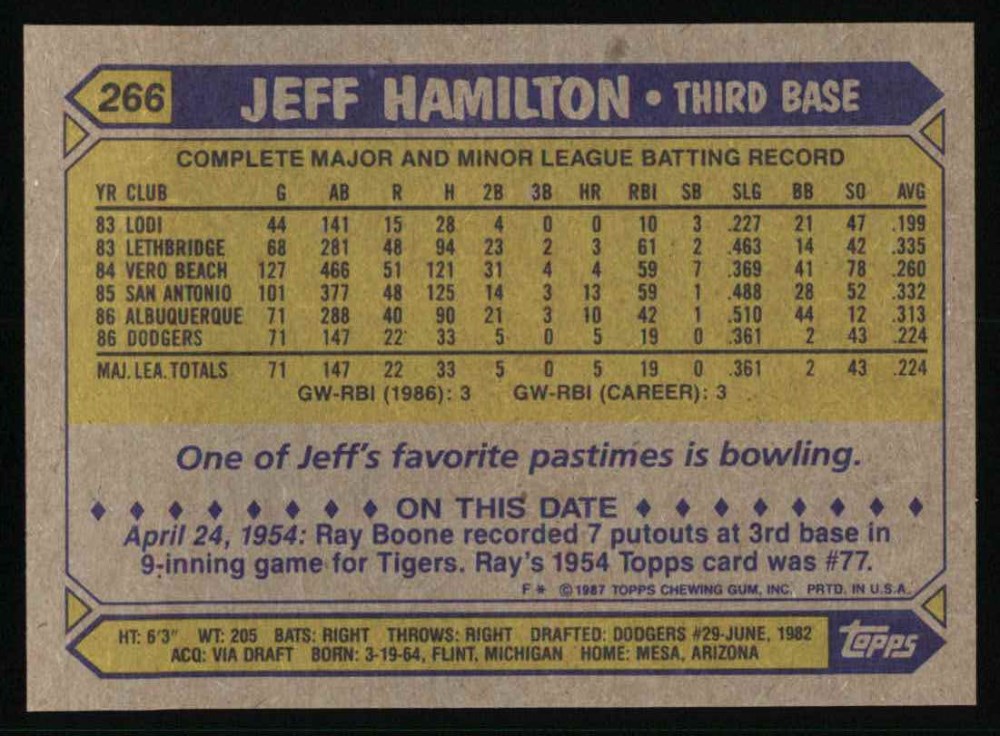 266 JEFF HAMILTON • THIRD BASE
COMPLETE MAJOR AND MINOR LEAGUE BATTING RECORD
YR CLUB G AB R H 2B 3B HR RBI SB SLG BB SO AVG
83 LODI 44 141 15 28 4 0 0 10 3 .227 21 47 .199
83 LETHBRIDGE 68 281 48 94 23 2 3 61 2 .463 14 42 .335
84 VERO BEACH 127 466 51 121 31 4 4 59 7 .369 41 78 .260
85 SAN ANTONIO 101 377 48 125 14 3 13 59 1 .488 28 52 .332
86 ALBUQUERQUE 71 288 40 90 21 3 10 42 1 .510 44 12 .313
86 DODGERS 71 147 22 33 5 0 5 19 0 .361 2 43 .224
MAJ. LEA. TOTALS 71 147 22 33 5 0 5 19 0 .361 2 43 .224
GW-RBI (1986): 3 GW-RBI (CAREER): 3
One of Jeff's favorite pastimes is bowling.
ON THIS DATE
April 24, 1954: Ray Boone recorded 7 putouts at 3rd base in
9-inning game for Tigers. Ray's 1954 Topps card was #77.
F * © 1987 TOPPS CHEWING GUM, INC. PRTD. IN U.S.A.
HT: 6'3" WT: 205 BATS: RIGHT THROWS: RIGHT DRAFTED: DODGERS #29-JUNE, 1982
ACQ: VIA DRAFT BORN: 3-19-64, FLINT, MICHIGAN HOME: MESA, ARIZONA
topps